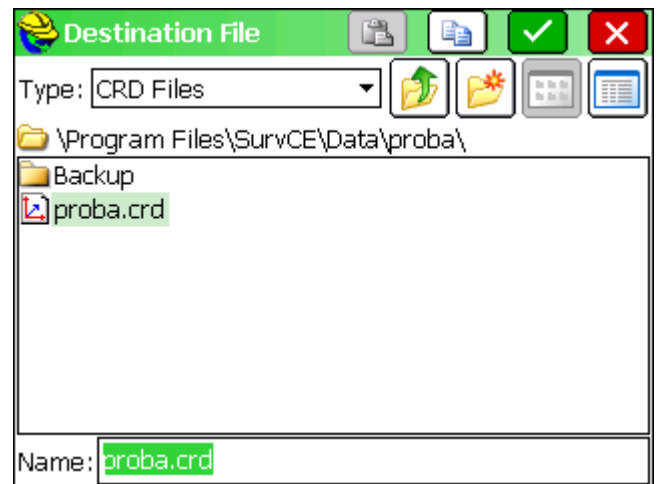 Destination File
Type: CRD Files
\Program Files\SurvCE\Data\proba\
Backup
proba.crd
Name: proba.crd